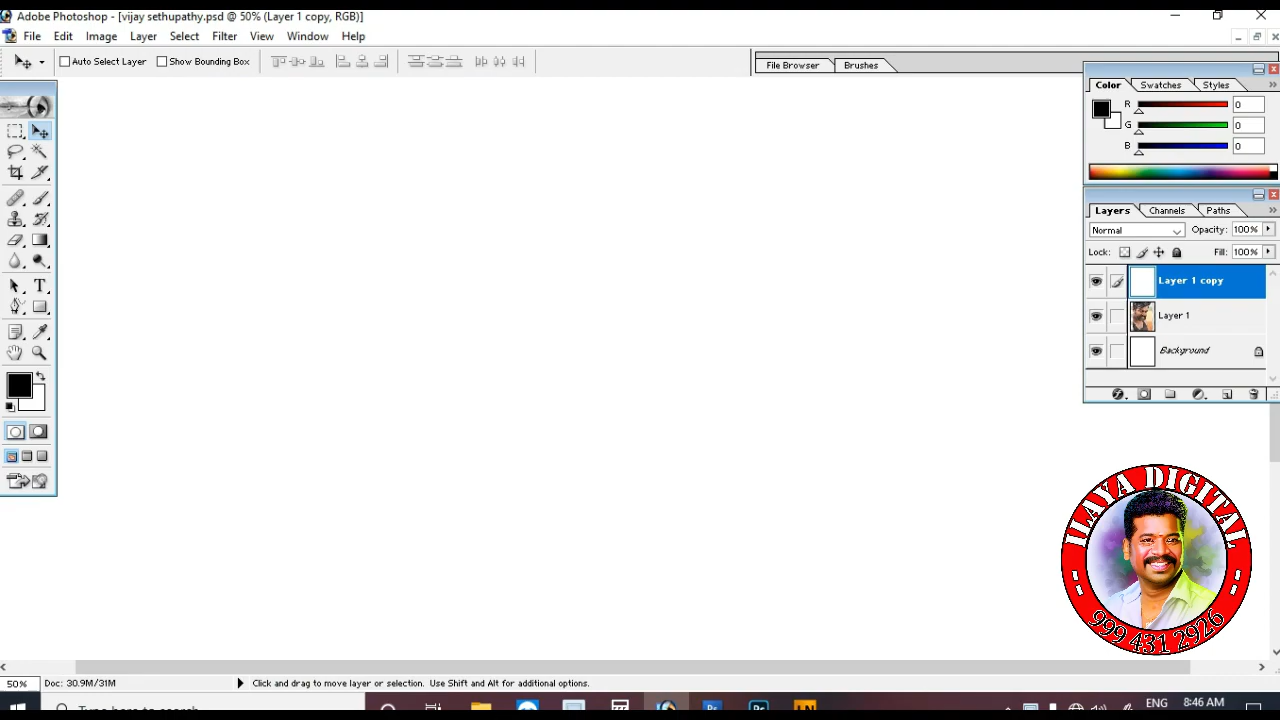 Adobe Photoshop - [vijay sethupathy.psd @ 50% (Layer 1 copy, RGB)]
File Edit Image Layer Select Filter View Window Help
Auto Select Layer Show Bounding Box
File Browser Brushes
Color Swatches Styles
R 0
G 0
B 0
Layers Channels Paths
Normal Opacity: 100%
Lock: Fill: 100%
Layer 1 copy
Layer 1
Background
ILAYA DIGITAL
999 431 2926
50% Doc: 30.9M/31M Click and drag to move layer or selection. Use Shift and Alt for additional options.
Type here to search
ENG 8:46 AM